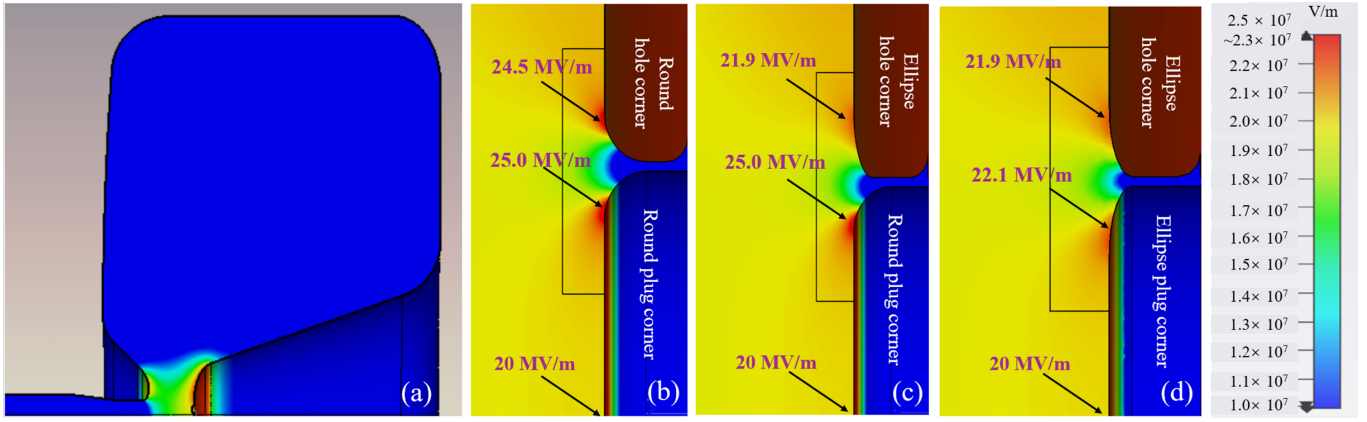 (a)
24.5 MV/m
25.0 MV/m
20 MV/m
Round
hole corner
Round plug corner
(b)
21.9 MV/m
25.0 MV/m
20 MV/m
Ellipse
hole corner
Round plug corner
(c)
21.9 MV/m
22.1 MV/m
20 MV/m
Ellipse
hole corner
Ellipse plug corner
(d)
V/m
2.5 × 10⁷
~2.3× 10⁷
2.2 × 10⁷
2.1 × 10⁷
2.0 × 10⁷
1.9× 10⁷
1.8× 10⁷
1.7× 10⁷
1.6× 10⁷
1.4× 10⁷
1.3× 10⁷
1.2× 10⁷
1.1× 10⁷
1.0× 10⁷